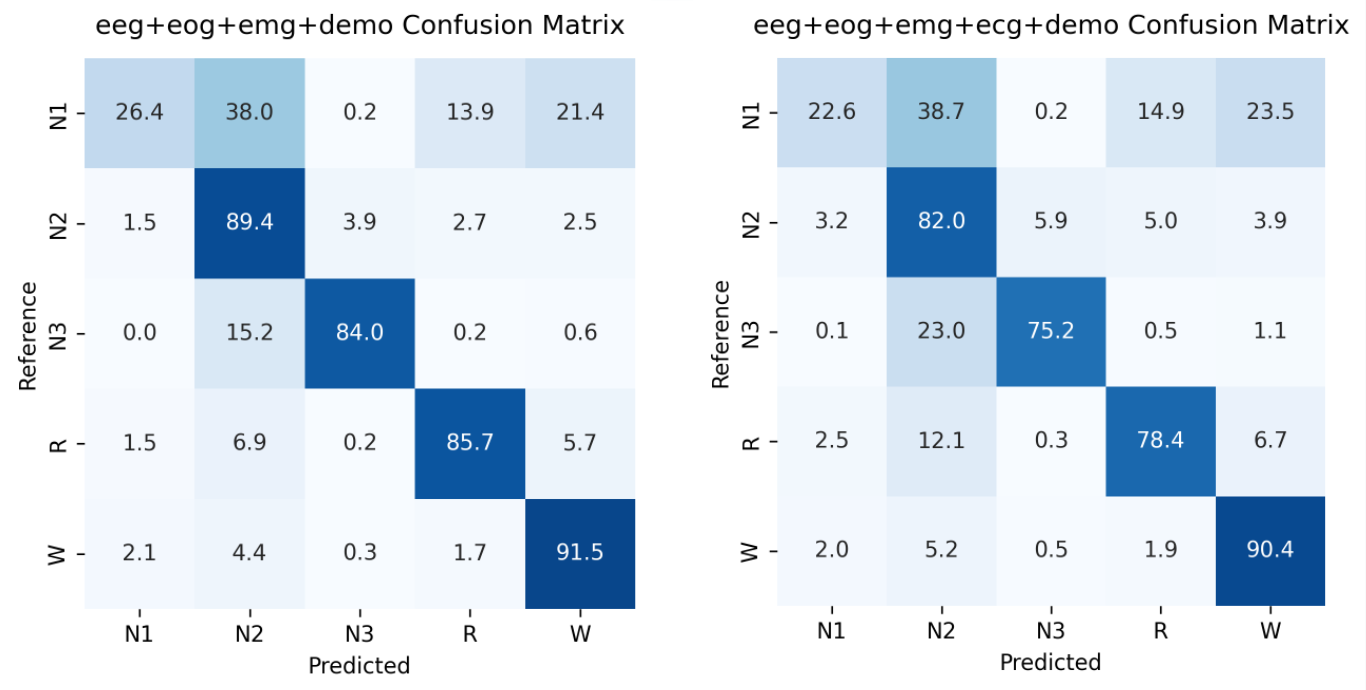 eeg+eog+emg+demo Confusion Matrix
N1 26.4 38.0 0.2 13.9 21.4
N2 1.5 89.4 3.9 2.7 2.5
N3 0.0 15.2 84.0 0.2 0.6
R 1.5 6.9 0.2 85.7 5.7
W 2.1 4.4 0.3 1.7 91.5
N1 N2 N3 R W
Reference
Predicted
eeg+eog+emg+ecg+demo Confusion Matrix
N1 22.6 38.7 0.2 14.9 23.5
N2 3.2 82.0 5.9 5.0 3.9
N3 0.1 23.0 75.2 0.5 1.1
R 2.5 12.1 0.3 78.4 6.7
W 2.0 5.2 0.5 1.9 90.4
N1 N2 N3 R W
Reference
Predicted